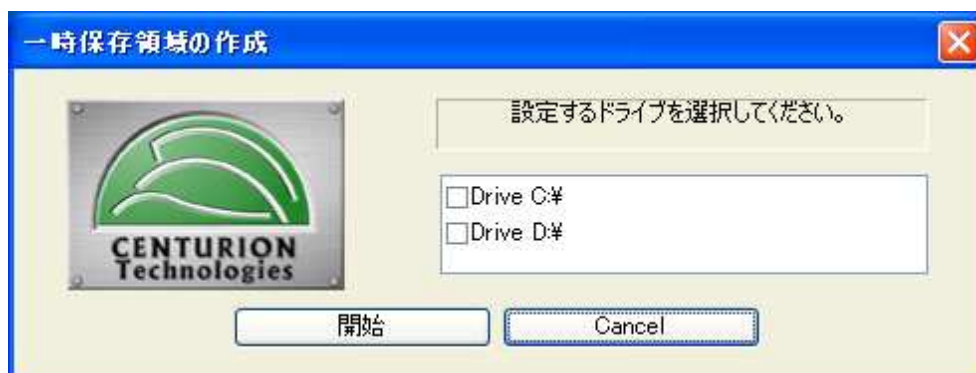 一時保存領域の作成
設定するドライブを選択してください。
CENTURION
Technologies
Drive C:¥
Drive D:¥
開始
Cancel